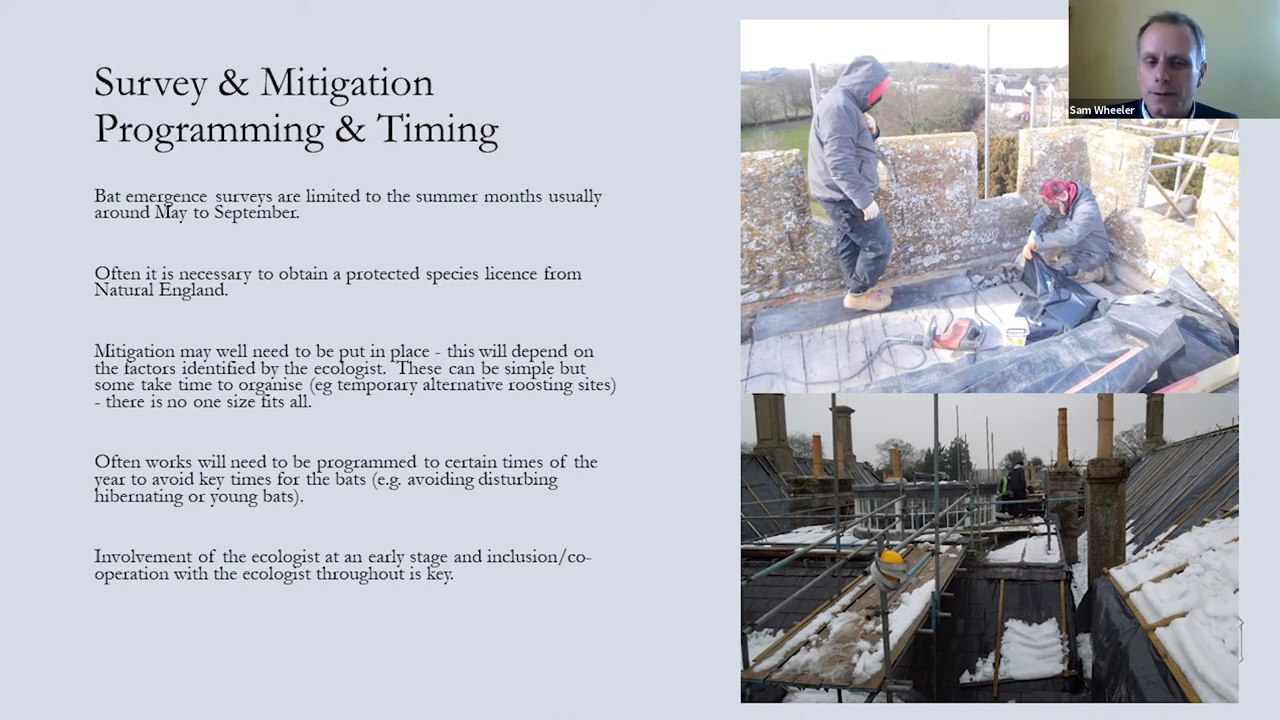 Survey & Mitigation
Programming & Timing
Bat emergence surveys are limited to the summer months usually
around May to September.
Often it is necessary to obtain a protected species licence from
Natural England.
Mitigation may well need to be put in place - this will depend on
the factors identified by the ecologist. These can be simple but
some take time to organise (eg temporary alternative roosting sites)
- there is no one size fits all.
Often works will need to be programmed to certain times of the
year to avoid key times for the bats (e.g. avoiding disturbing
hibernating or young bats).
Involvement of the ecologist at an early stage and inclusion/co-
operation with the ecologist throughout is key.
Sam Wheeler